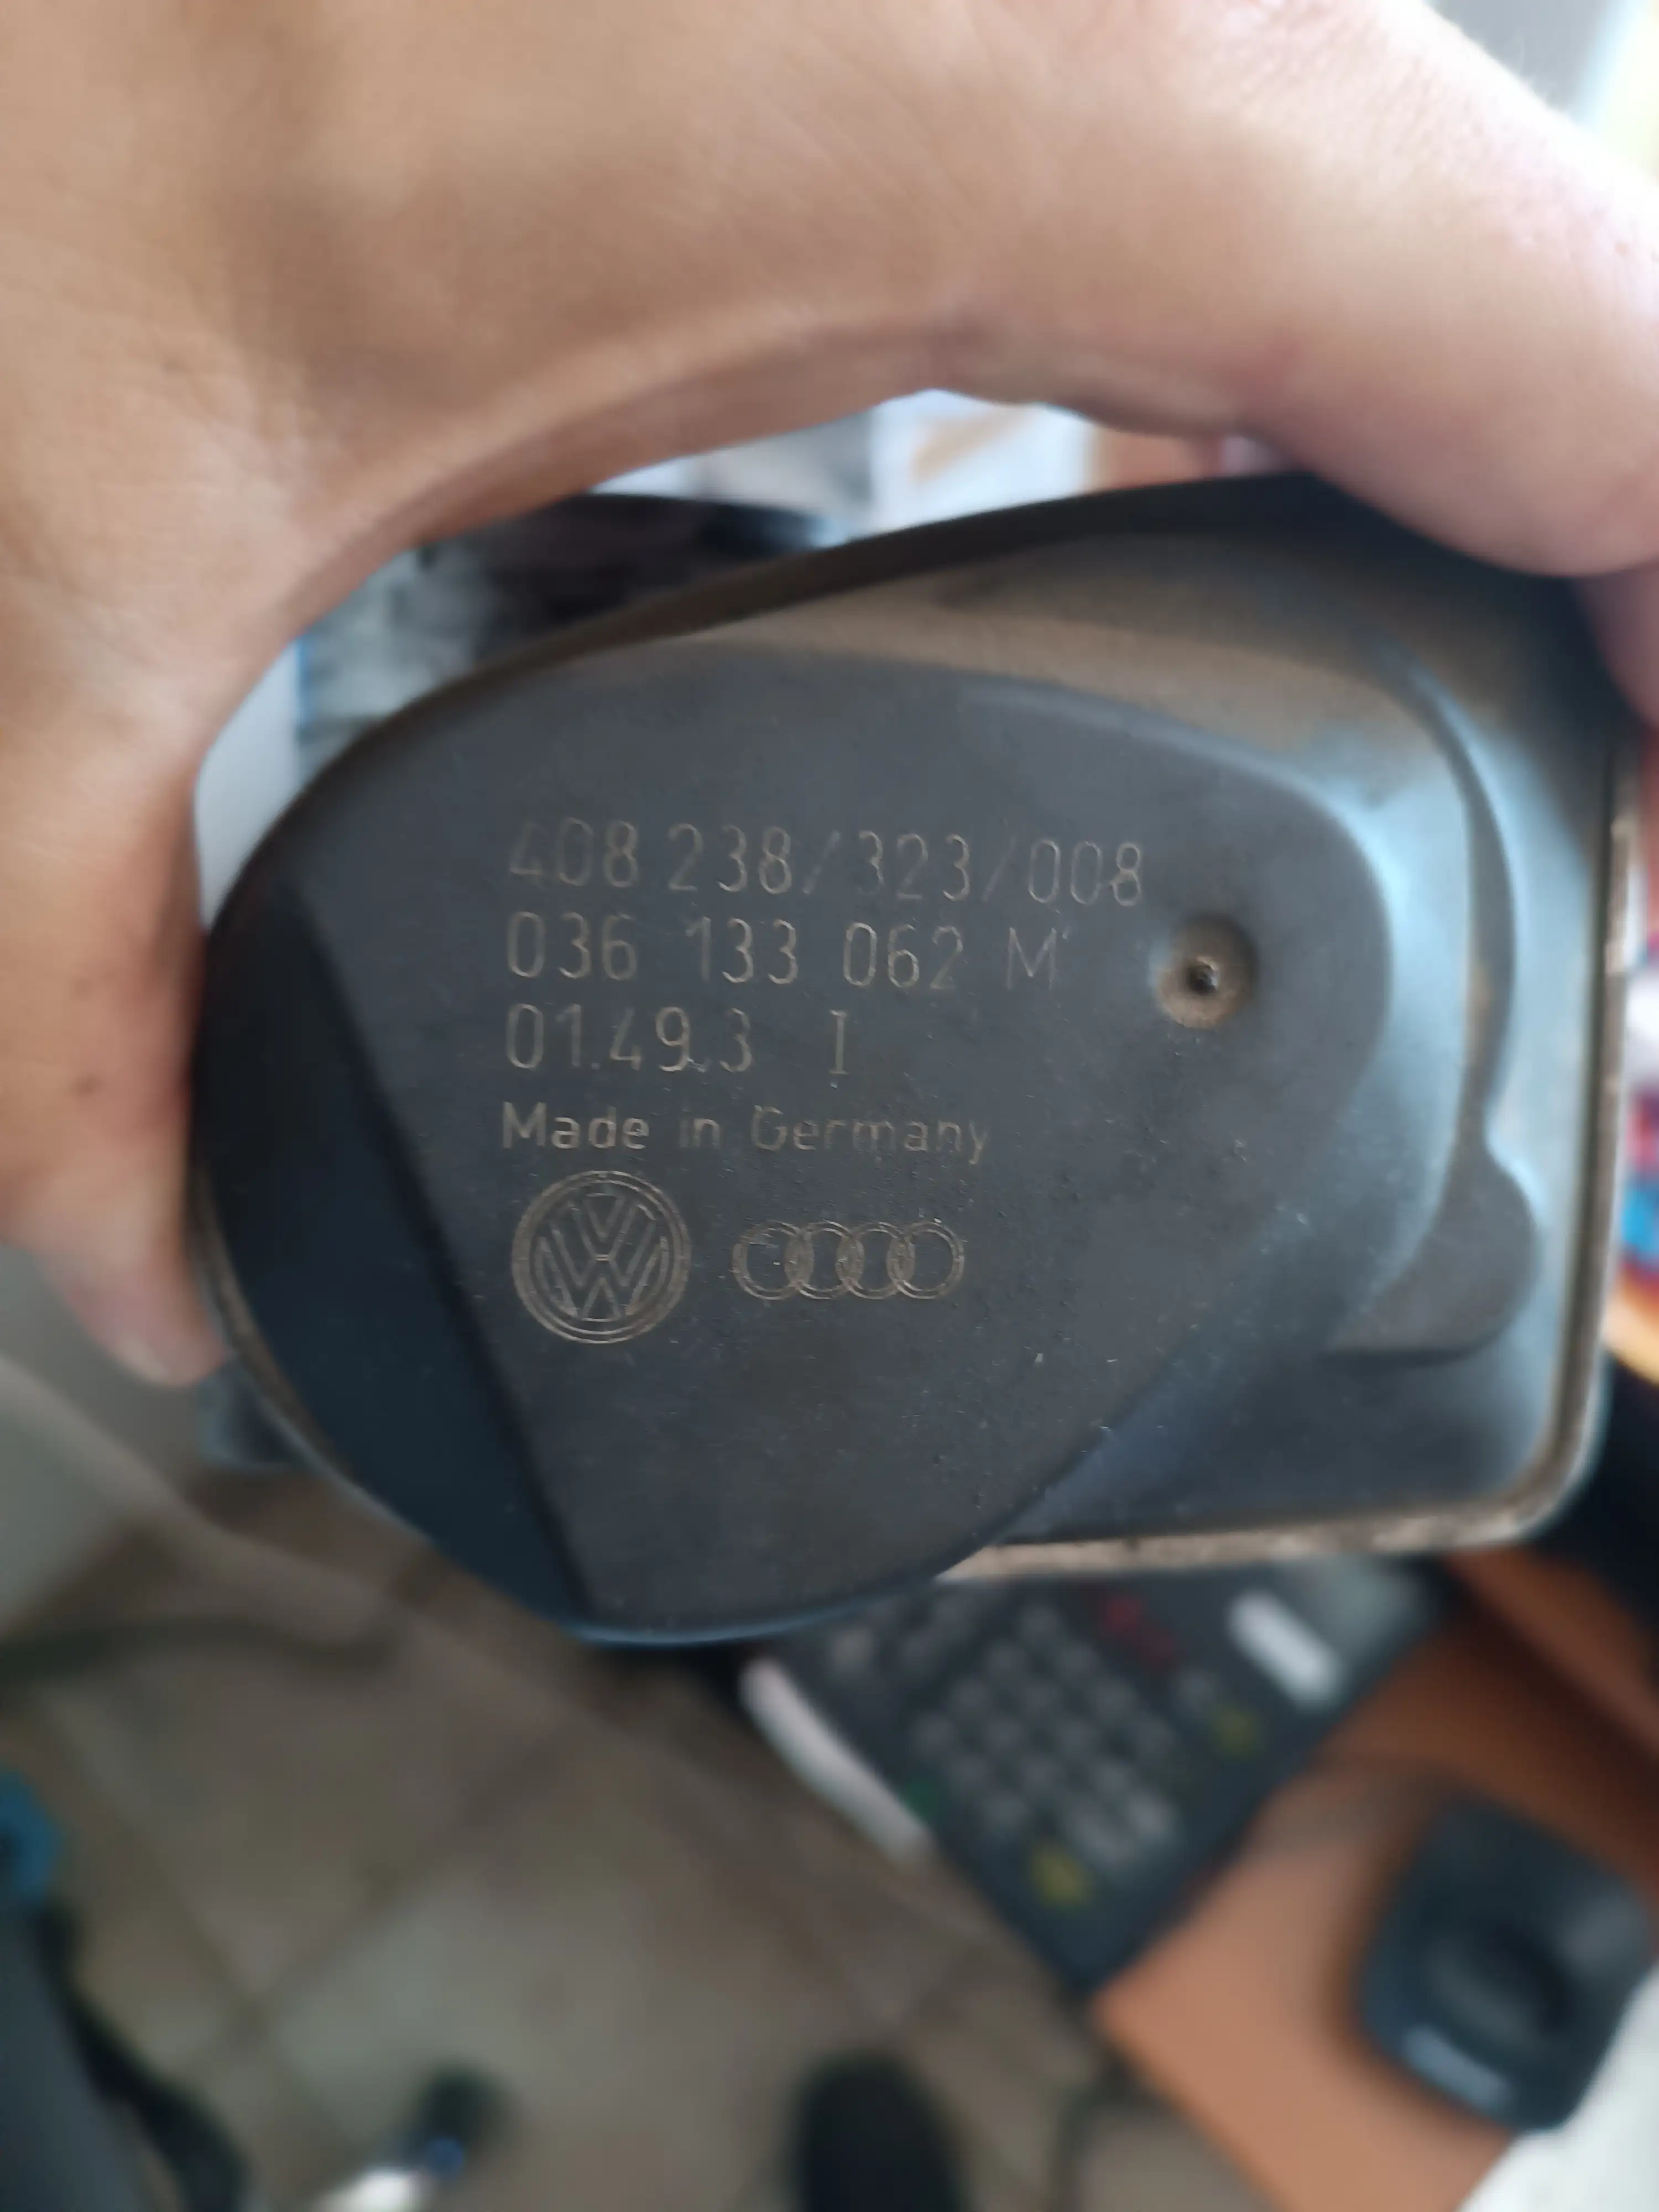 408 238/323/008
036 133 062 M
01.49.3 I
Made in Germany